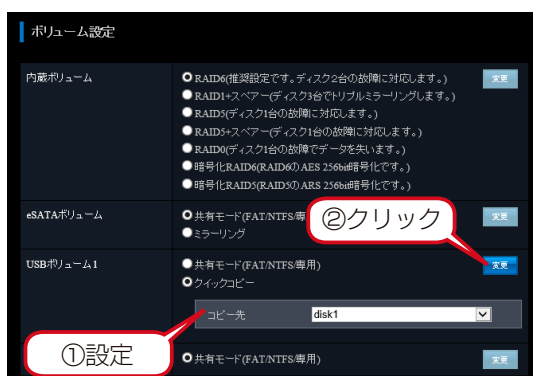 ボリューム設定
内蔵ボリューム
RAID6(推奨設定です。ディスク2台の故障に対応します。)
変更
RAID1+スペアー(ディスク3台でトリプルミラーリングします。)
RAID5(ディスク1台の故障に対応します。)
RAID5+スペアー(ディスク1台の故障に対応します。)
RAID0(ディスク1台の故障でデータを失います。)
暗号化RAID6(RAID6の AES 256bit暗号化です。)
暗号化RAID5(RAID5の ARS 256bit暗号化です。)
eSATAボリューム
共有モード(FAT/NTFS/専
②クリック
変更
ミラーリング
USBボリューム1
共有モード(FAT/NTFS/専用)
変更
クイックコピー
コピー先
disk1
①設定
共有モード(FAT/NTFS/専用)
変更